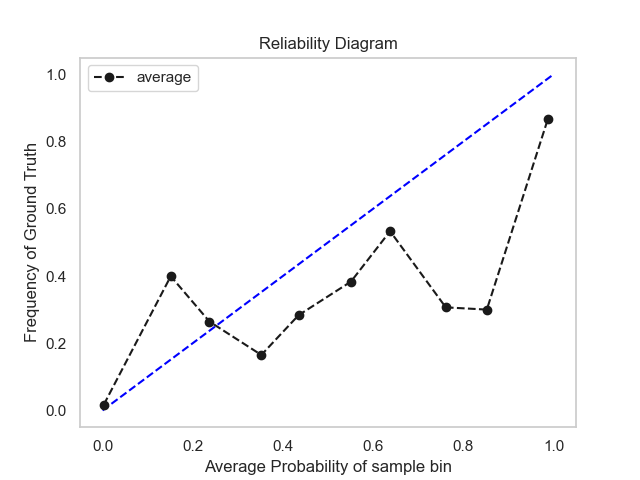 Reliability Diagram
average
Frequency of Ground Truth
1.0
0.8
0.6
0.4
0.2
0.0
0.0 0.2 0.4 0.6 0.8 1.0
Average Probability of sample bin